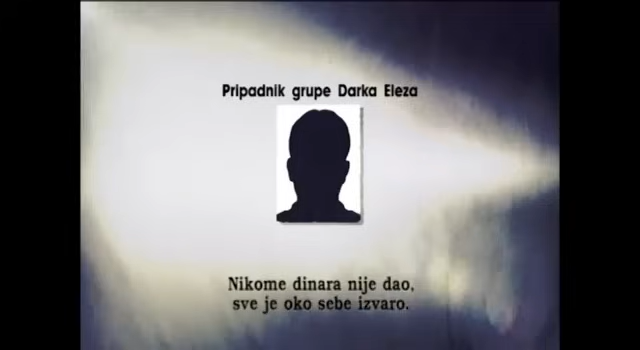 Pripadnik grupe Darka Eleza
Nikome dinara nije dao,
sve je oko sebe izvaro.